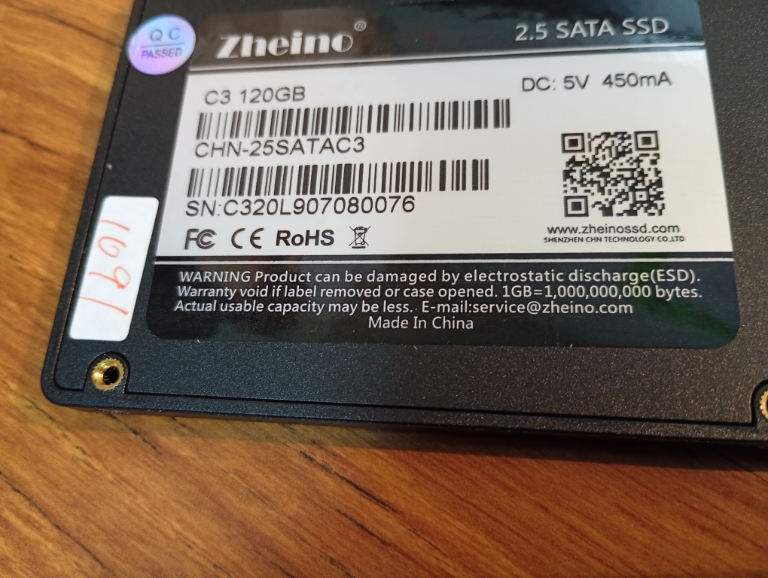 QC
PASSED
Zheino®
2.5 SATA SSD
C3 120GB
DC: 5V 450mA
CHN-25SATAC3
SN:C320L907080076
FC CE RoHS
www.zheinossd.com
SHENZHEN CHN TECHNOLOGY CO.,LTD
1691
WARNING Product can be damaged by electrostatic discharge(ESD).
Warranty void if label removed or case opened. 1GB=1,000,000,000 bytes.
Actual usable capacity may be less. E-mail:service@zheino.com
Made In China